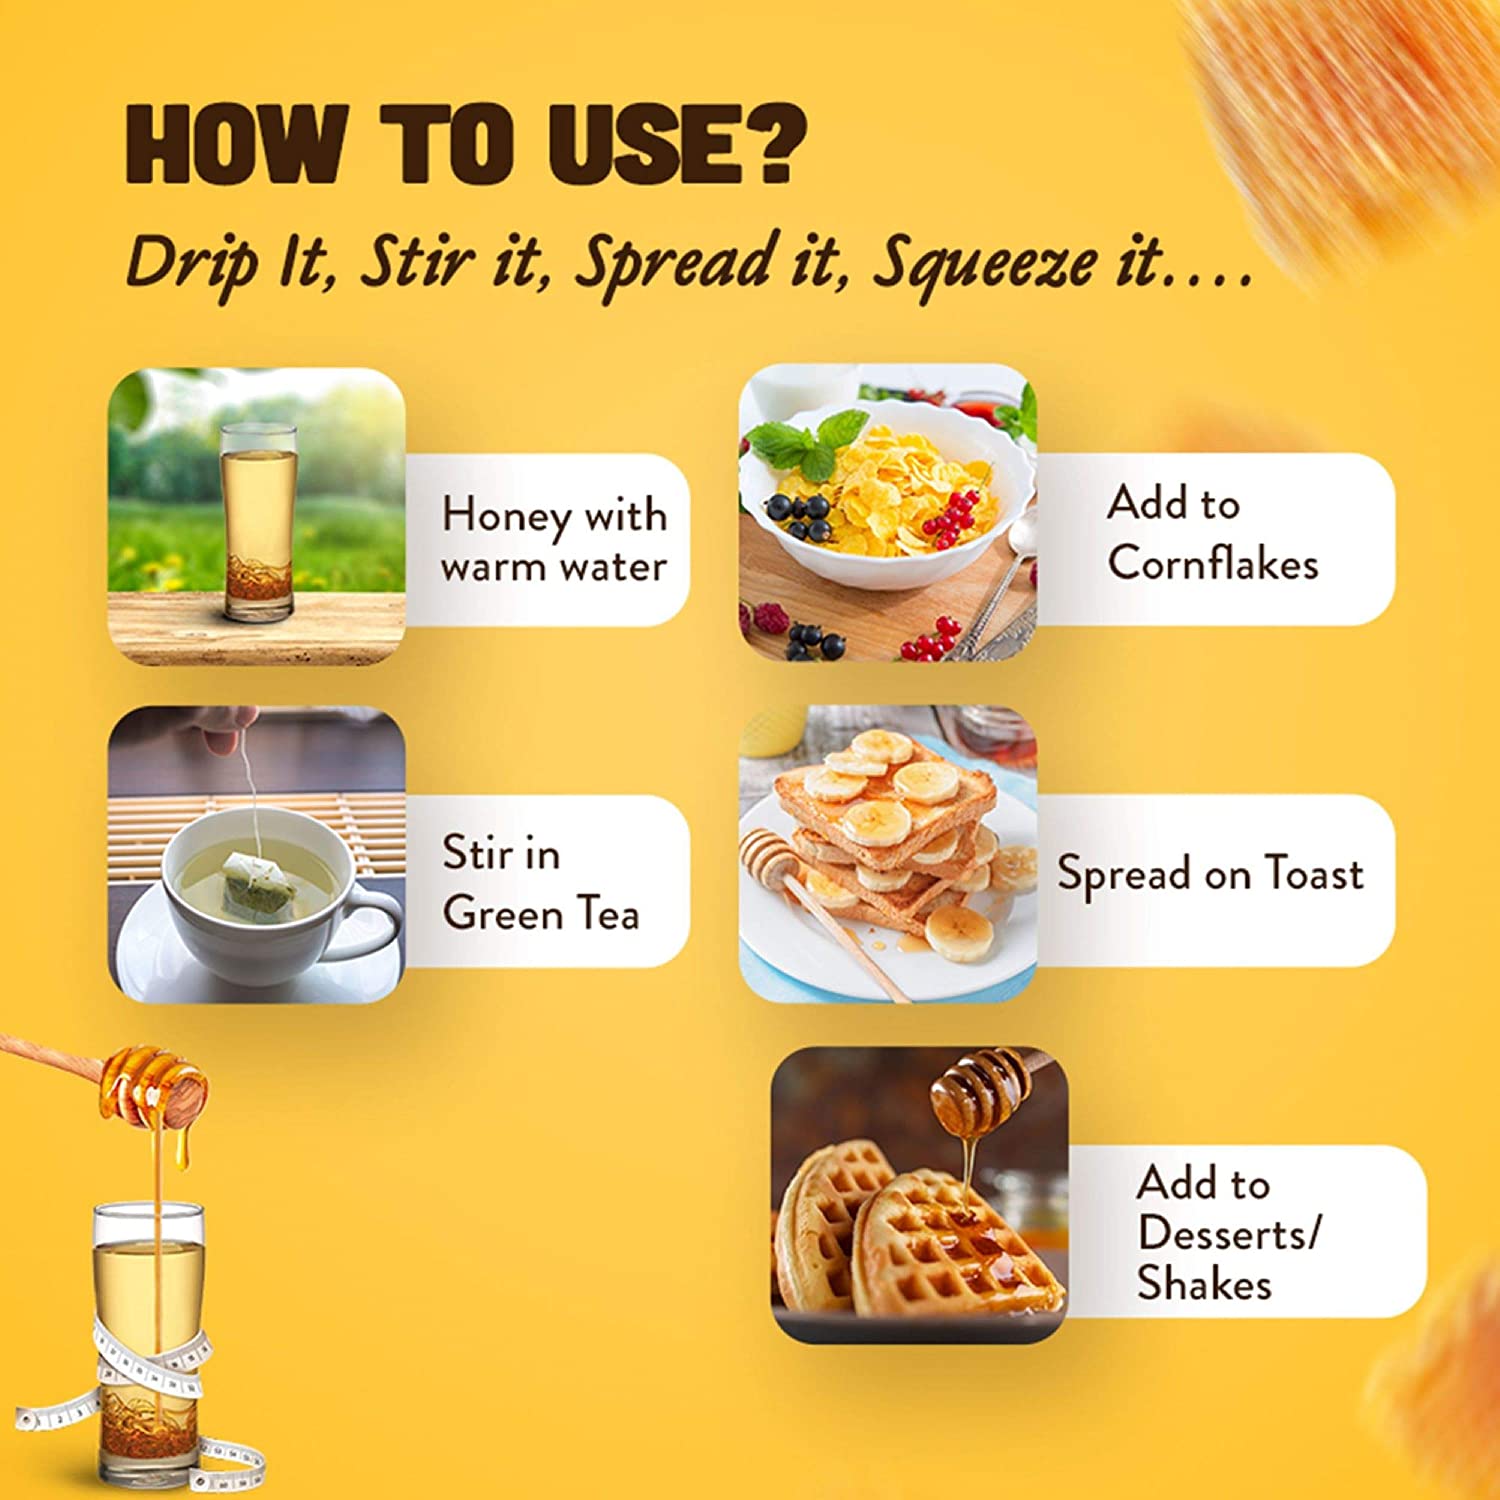 HOW TO USE?
Drip It, Stir it, Spread it, Squeeze it....
Honey with
warm water
Add to
Cornflakes
Stir in
Green Tea
Spread on Toast
Add to
Desserts/
Shakes